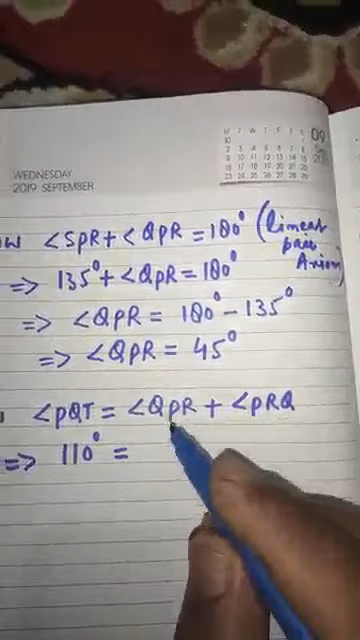 09
WEDNESDAY
2019 SEPTEMBER
∠SPR + ∠QPR = 180° (linear
pair
Axiom)
⇒ 135° + ∠QPR = 180°
⇒ ∠QPR = 180° - 135°
⇒ ∠QPR = 45°
∠PQT = ∠QPR + ∠PRQ
⇒ 110° =